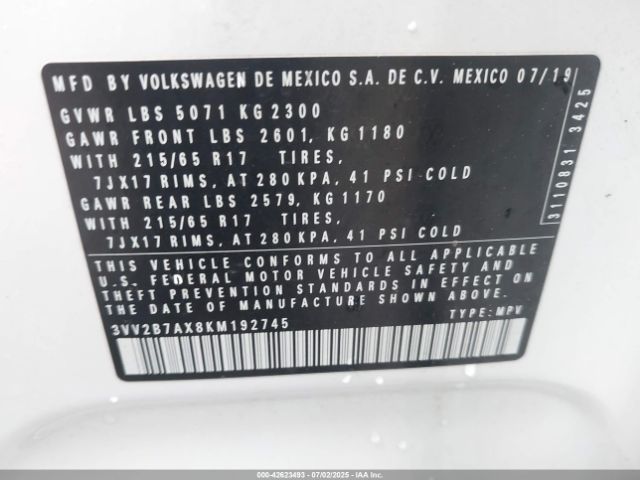 MFD BY VOLKSWAGEN DE MEXICO S.A. DE C.V. MEXICO 07/19
GVWR LBS 5071 KG 2300
GAWR FRONT LBS 2601, KG 1180
WITH 215/65 R17 TIRES,
7JX17 RIMS, AT 280 KPA, 41 PSI COLD
GAWR REAR LBS 2579, KG 1170
WITH 215/65 R17 TIRES,
7JX17 RIMS, AT 280 KPA, 41 PSI COLD
THIS VEHICLE CONFORMS TO ALL APPLICABLE
U.S. FEDERAL MOTOR VEHICLE SAFETY AND
THEFT PREVENTION STANDARDS IN EFFECT ON
THE DATE OF MANUFACTURE SHOWN ABOVE.
3VV2B7AX8KM192745 TYPE: MPV
3110831 3425
000-42623493 - 07/02/2025 - IAAI.COM